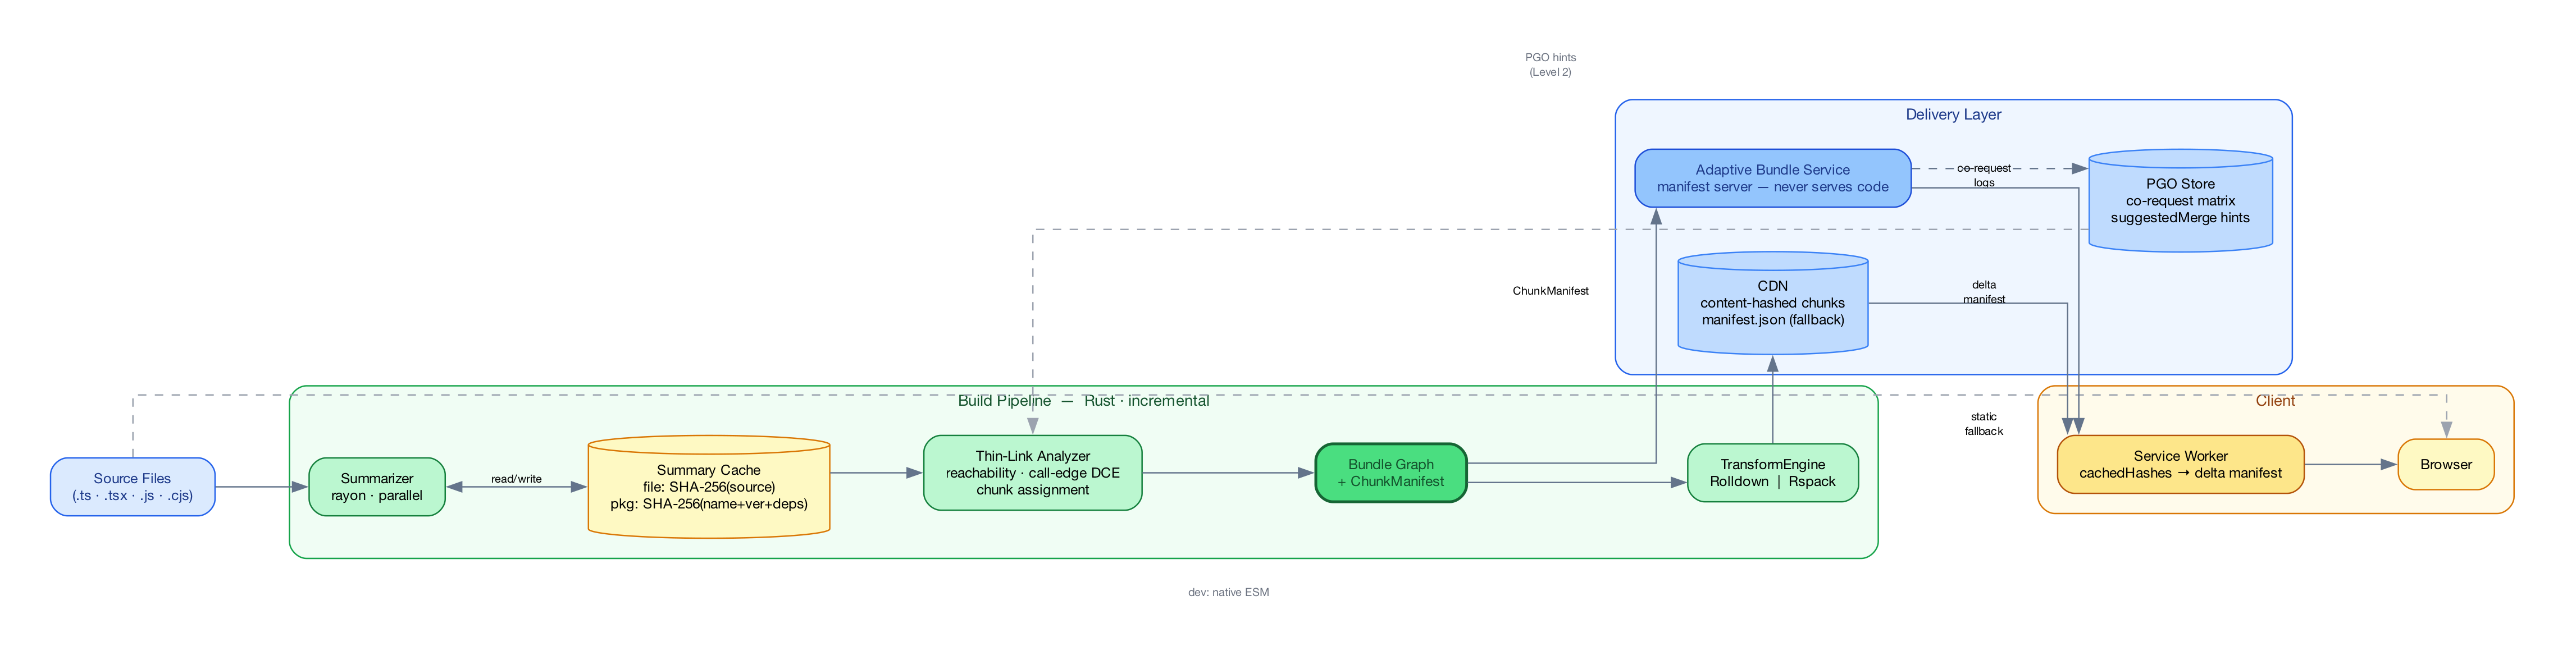 PGO hints
(Level 2)
Delivery Layer
Adaptive Bundle Service
manifest server — never serves code
co-request
logs
PGO Store
co-request matrix
suggestedMerge hints
ChunkManifest
CDN
content-hashed chunks
manifest.json (fallback)
delta
manifest
Build Pipeline — Rust · incremental
Client
static
fallback
Source Files
(.ts · .tsx · .js · .cjs)
Summarizer
rayon · parallel
read/write
Summary Cache
file: SHA-256(source)
pkg: SHA-256(name+ver+deps)
Thin-Link Analyzer
reachability · call-edge DCE
chunk assignment
Bundle Graph
+ ChunkManifest
TransformEngine
Rolldown | Rspack
Service Worker
cachedHashes → delta manifest
Browser
dev: native ESM